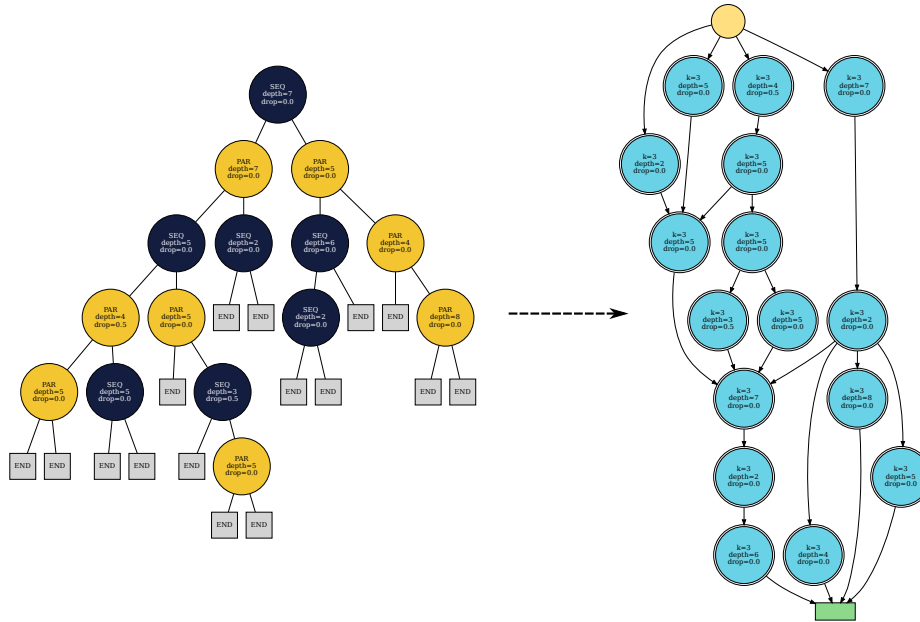 SEQ
depth=7
drop=0.0
PAR
depth=7
drop=0.0
PAR
depth=5
drop=0.0
SEQ
depth=5
drop=0.0
SEQ
depth=2
drop=0.0
SEQ
depth=6
drop=0.0
PAR
depth=4
drop=0.0
PAR
depth=4
drop=0.5
PAR
depth=5
drop=0.0
END
END
SEQ
depth=2
drop=0.0
END
END
PAR
depth=8
drop=0.0
PAR
depth=5
drop=0.0
SEQ
depth=5
drop=0.0
END
SEQ
depth=3
drop=0.5
END
END
END
END
END
END
END
END
END
PAR
depth=5
drop=0.0
END
END
k=3
depth=5
drop=0.0
k=3
depth=4
drop=0.5
k=3
depth=7
drop=0.0
k=3
depth=2
drop=0.0
k=3
depth=5
drop=0.0
k=3
depth=5
drop=0.0
k=3
depth=5
drop=0.0
k=3
depth=3
drop=0.5
k=3
depth=5
drop=0.0
k=3
depth=2
drop=0.0
k=3
depth=7
drop=0.0
k=3
depth=8
drop=0.0
k=3
depth=2
drop=0.0
k=3
depth=5
drop=0.0
k=3
depth=6
drop=0.0
k=3
depth=4
drop=0.0